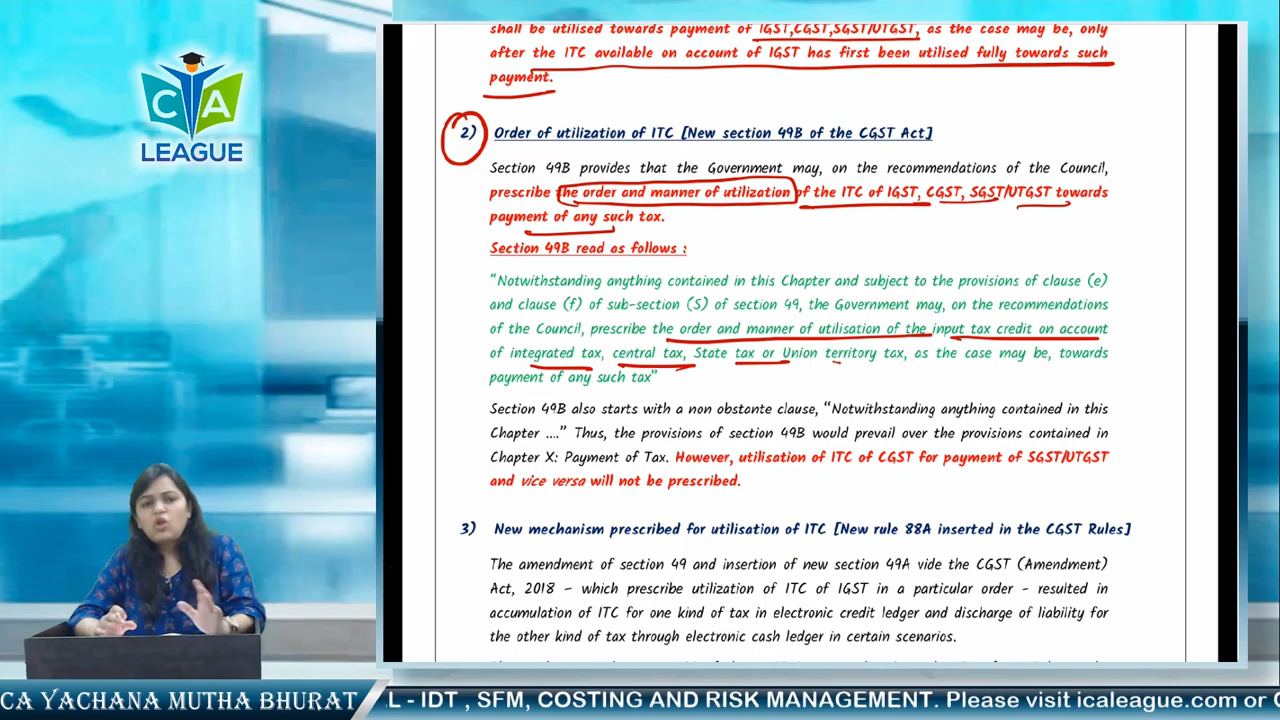 CTA
LEAGUE
shall be utilised towards payment of IGST,CGST,SGST/UTGST, as the case may be, only
after the ITC available on account of IGST has first been utilised fully towards such
payment.
2) Order of utilization of ITC [New section 49B of the CGST Act]
Section 49B provides that the Government may, on the recommendations of the Council,
prescribe the order and manner of utilization of the ITC of IGST, CGST, SGST/UTGST towards
payment of any such tax.
Section 49B read as follows :
“Notwithstanding anything contained in this Chapter and subject to the provisions of clause (e)
and clause (f) of sub-section (5) of section 49, the Government may, on the recommendations
of the Council, prescribe the order and manner of utilisation of the input tax credit on account
of integrated tax, central tax, State tax or Union territory tax, as the case may be, towards
payment of any such tax”
Section 49B also starts with a non obstante clause, “Notwithstanding anything contained in this
Chapter ....” Thus, the provisions of section 49B would prevail over the provisions contained in
Chapter X: Payment of Tax. However, utilisation of ITC of CGST for payment of SGST/UTGST
and vice versa will not be prescribed.
3) New mechanism prescribed for utilisation of ITC [New rule 88A inserted in the CGST Rules]
The amendment of section 49 and insertion of new section 49A vide the CGST (Amendment)
Act, 2018 – which prescribe utilization of ITC of IGST in a particular order - resulted in
accumulation of ITC for one kind of tax in electronic credit ledger and discharge of liability for
the other kind of tax through electronic cash ledger in certain scenarios.
CA YACHANA MUTHA BHURAT
L - IDT , SFM, COSTING AND RISK MANAGEMENT. Please visit icaleague.com or